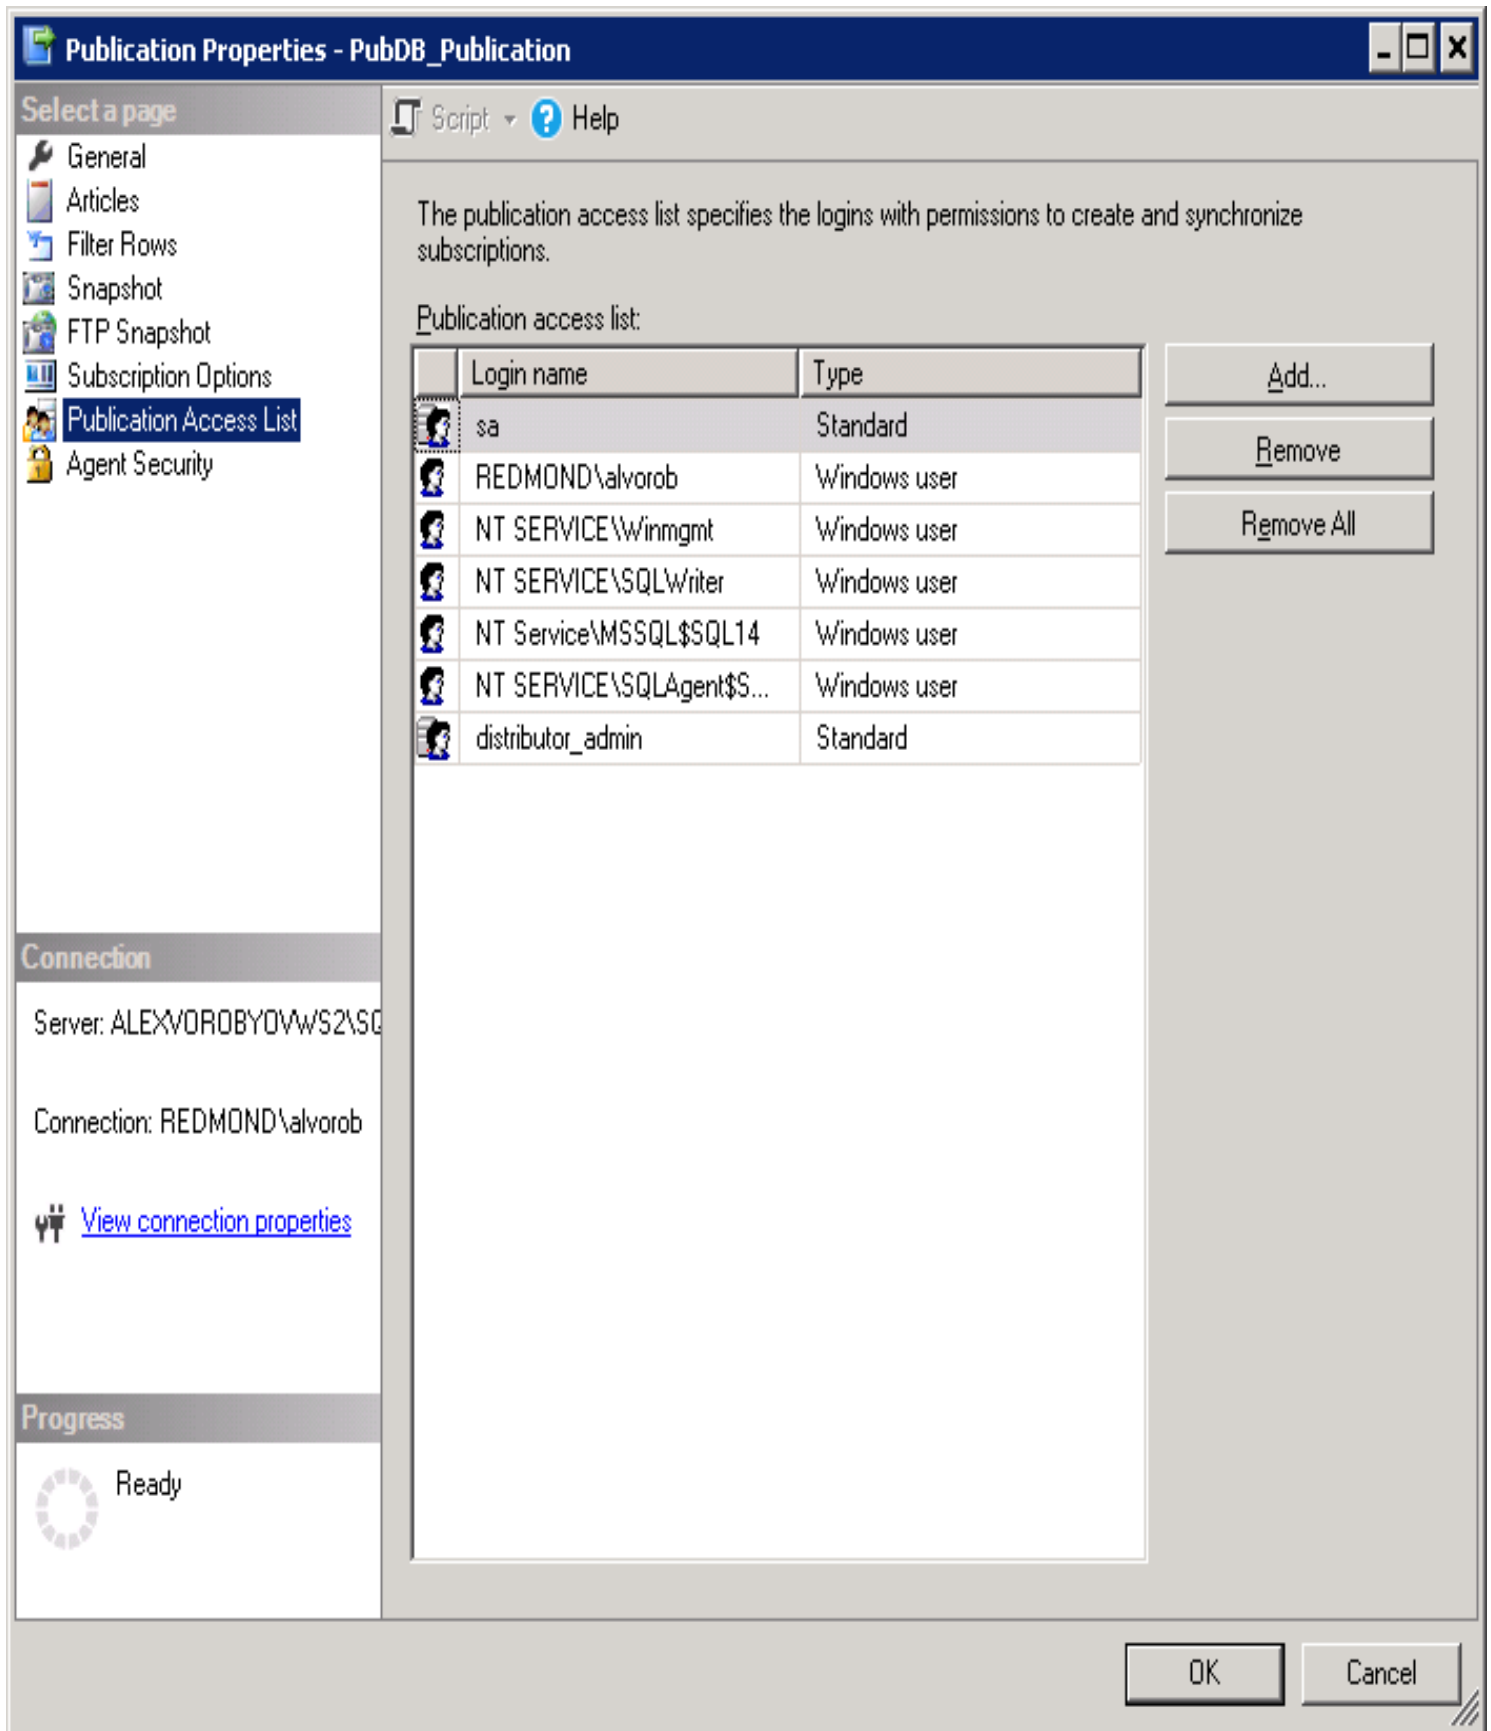 Publication Properties - PubDB_Publication
Select a page
General
Articles
Filter Rows
Snapshot
FTP Snapshot
Subscription Options
Publication Access List
Agent Security
Script
Help
The publication access list specifies the logins with permissions to create and synchronize
subscriptions.
Publication access list:
Login name Type
sa Standard
REDMOND\alvorob Windows user
NT SERVICE\Winmgmt Windows user
NT SERVICE\SQLWriter Windows user
NT Service\MSSQL$SQL14 Windows user
NT SERVICE\SQLAgent$S... Windows user
distributor_admin Standard
Add...
Remove
Remove All
Connection
Server: ALEXVOROBYOVWS2\SQ
Connection: REDMOND\alvorob
View connection properties
Progress
Ready
OK Cancel